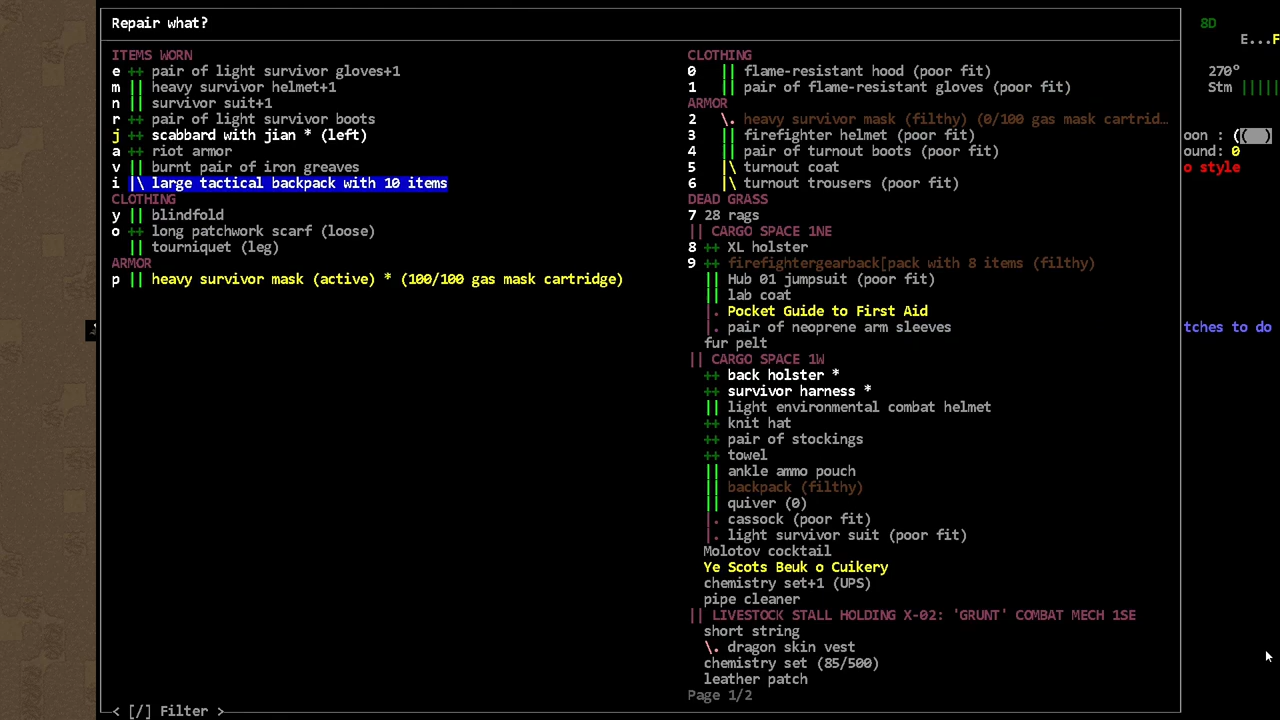 Repair what?
8D
E...F
ITEMS WORN
e ++ pair of light survivor gloves+1
m || heavy survivor helmet+1
n || survivor suit+1
r ++ pair of light survivor boots
j ++ scabbard with jian * (left)
a ++ riot armor
v || burnt pair of iron greaves
i |\ large tactical backpack with 10 items
CLOTHING
y || blindfold
o ++ long patchwork scarf (loose)
|| tourniquet (leg)
ARMOR
p || heavy survivor mask (active) * (100/100 gas mask cartridge)
CLOTHING
0 || flame-resistant hood (poor fit)
1 || pair of flame-resistant gloves (poor fit)
ARMOR
2 \. heavy survivor mask (filthy) (0/100 gas mask cartrid…
3 || firefighter helmet (poor fit)
4 || pair of turnout boots (poor fit)
5 |\ turnout coat
6 |\ turnout trousers (poor fit)
DEAD GRASS
7 28 rags
|| CARGO SPACE 1NE
8 ++ XL holster
9 ++ firefightergearback[pack with 8 items (filthy)
|| Hub 01 jumpsuit (poor fit)
|| lab coat
|. Pocket Guide to First Aid
|. pair of neoprene arm sleeves
fur pelt
|| CARGO SPACE 1W
++ back holster *
++ survivor harness *
|| light environmental combat helmet
++ knit hat
++ pair of stockings
++ towel
|| ankle ammo pouch
|| backpack (filthy)
|| quiver (0)
|. cassock (poor fit)
|. light survivor suit (poor fit)
Molotov cocktail
Ye Scots Beuk o Cuikery
chemistry set+1 (UPS)
pipe cleaner
|| LIVESTOCK STALL HOLDING X-02: 'GRUNT' COMBAT MECH 1SE
short string
\. dragon skin vest
chemistry set (85/500)
leather patch
Page 1/2
270°
Stm |||||
oon : (( )
ound: 0
o style
tches to do
< [/] Filter >